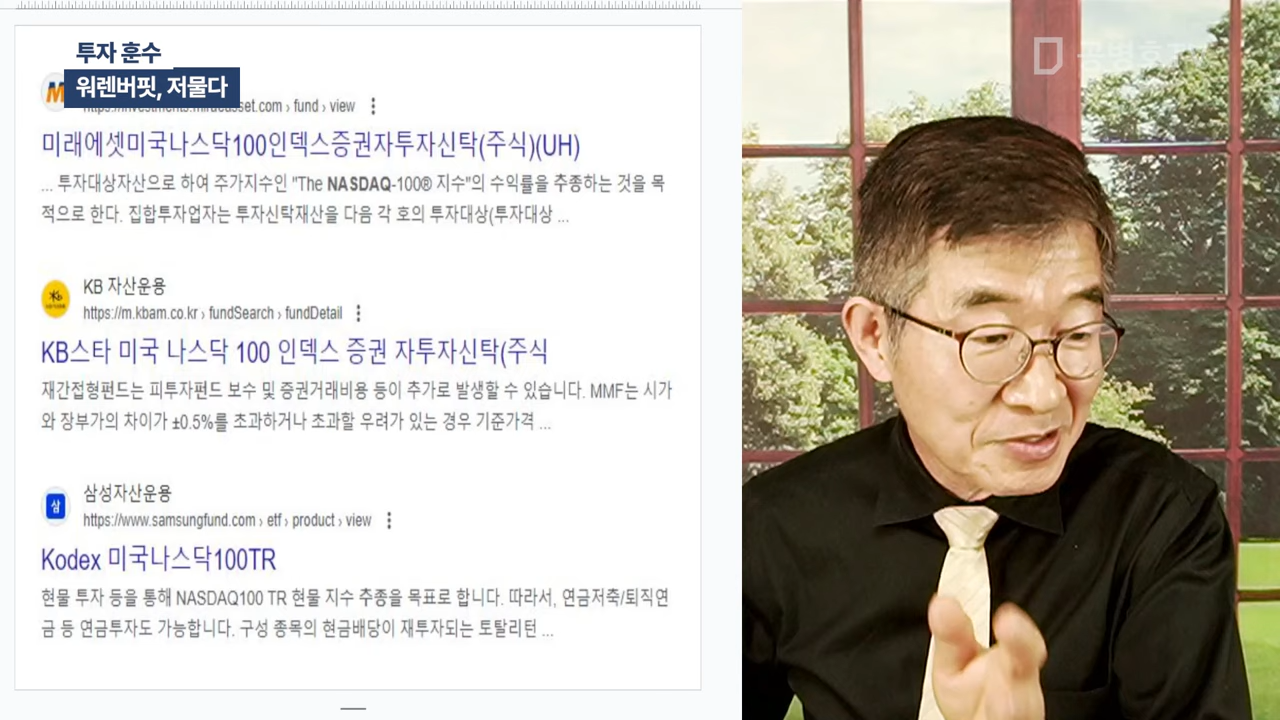 투자 훈수
워렌버핏, 저물다
https://investments.miraeasset.com › fund › view
미래에셋미국나스닥100인덱스증권자투자신탁(주식)(UH)
... 투자대상자산으로 하여 주가지수인 "The NASDAQ-100® 지수"의 수익률을 추종하는 것을 목
적으로 한다. 집합투자업자는 투자신탁재산을 다음 각 호의 투자대상(투자대상 ...
KB 자산운용
https://m.kbam.co.kr › fundSearch › fundDetail
KB스타 미국 나스닥 100 인덱스 증권 자투자신탁(주식
재간접형펀드는 피투자펀드 보수 및 증권거래비용 등이 추가로 발생할 수 있습니다. MMF는 시가
와 장부가의 차이가 ±0.5%를 초과하거나 초과할 우려가 있는 경우 기준가격 ...
삼성자산운용
https://www.samsungfund.com › etf › product › view
Kodex 미국나스닥100TR
현물 투자 등을 통해 NASDAQ100 TR 현물 지수 추종을 목표로 합니다. 따라서, 연금저축/퇴직연
금 등 연금투자도 가능합니다. 구성 종목의 현금배당이 재투자되는 토탈리턴 ...